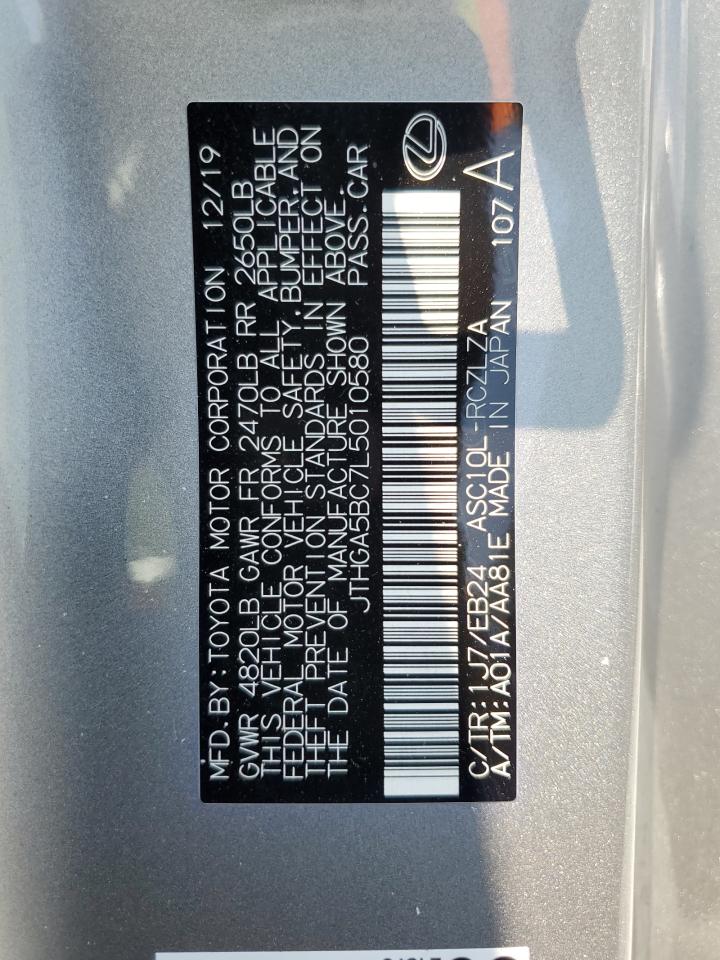 MFD.BY:TOYOTA MOTOR CORPORATION 12/19
GVWR 4820LB GAWR FR 2470LB RR 2650LB
THIS VEHICLE CONFORMS TO ALL APPLICABLE
FEDERAL MOTOR VEHICLE SAFETY,BUMPER,AND
THEFT PREVENTION STANDARDS IN EFFECT ON
THE DATE OF MANUFACTURE SHOWN ABOVE.
JTHGA5BC7L5010580 PASS.CAR
C/TR:1J7/EB24 ASC10L-RCZLZA
A/TM:A01A/AA81E MADE IN JAPAN 107 A